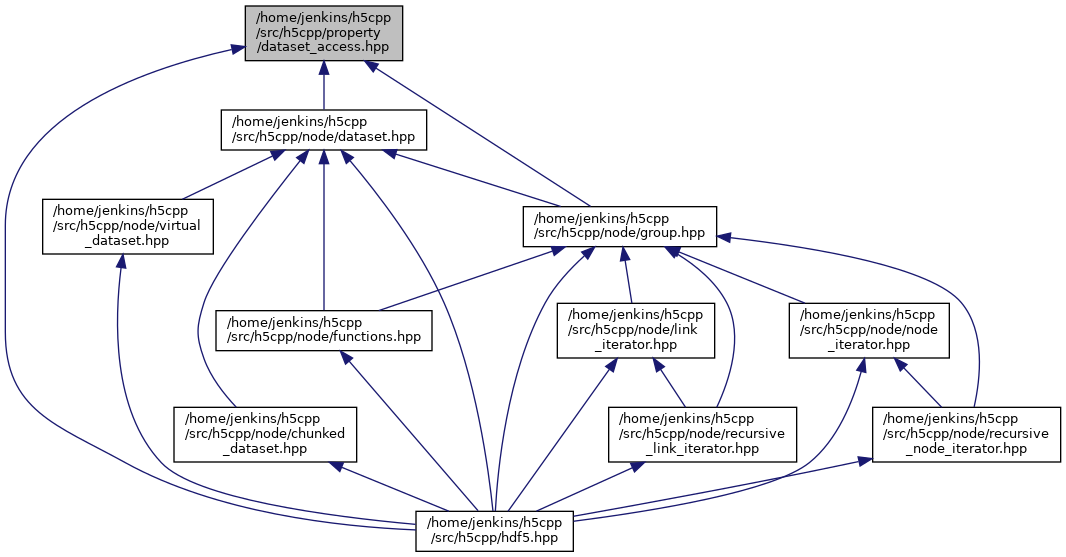 /home/jenkins/h5cpp
/src/h5cpp/property
/dataset_access.hpp
/home/jenkins/h5cpp
/src/h5cpp/node/dataset.hpp
/home/jenkins/h5cpp
/src/h5cpp/node/virtual
_dataset.hpp
/home/jenkins/h5cpp
/src/h5cpp/node/group.hpp
/home/jenkins/h5cpp
/src/h5cpp/node/functions.hpp
/home/jenkins/h5cpp
/src/h5cpp/node/link
_iterator.hpp
/home/jenkins/h5cpp
/src/h5cpp/node/node
_iterator.hpp
/home/jenkins/h5cpp
/src/h5cpp/node/chunked
_dataset.hpp
/home/jenkins/h5cpp
/src/h5cpp/node/recursive
_link_iterator.hpp
/home/jenkins/h5cpp
/src/h5cpp/node/recursive
_node_iterator.hpp
/home/jenkins/h5cpp
/src/h5cpp/hdf5.hpp